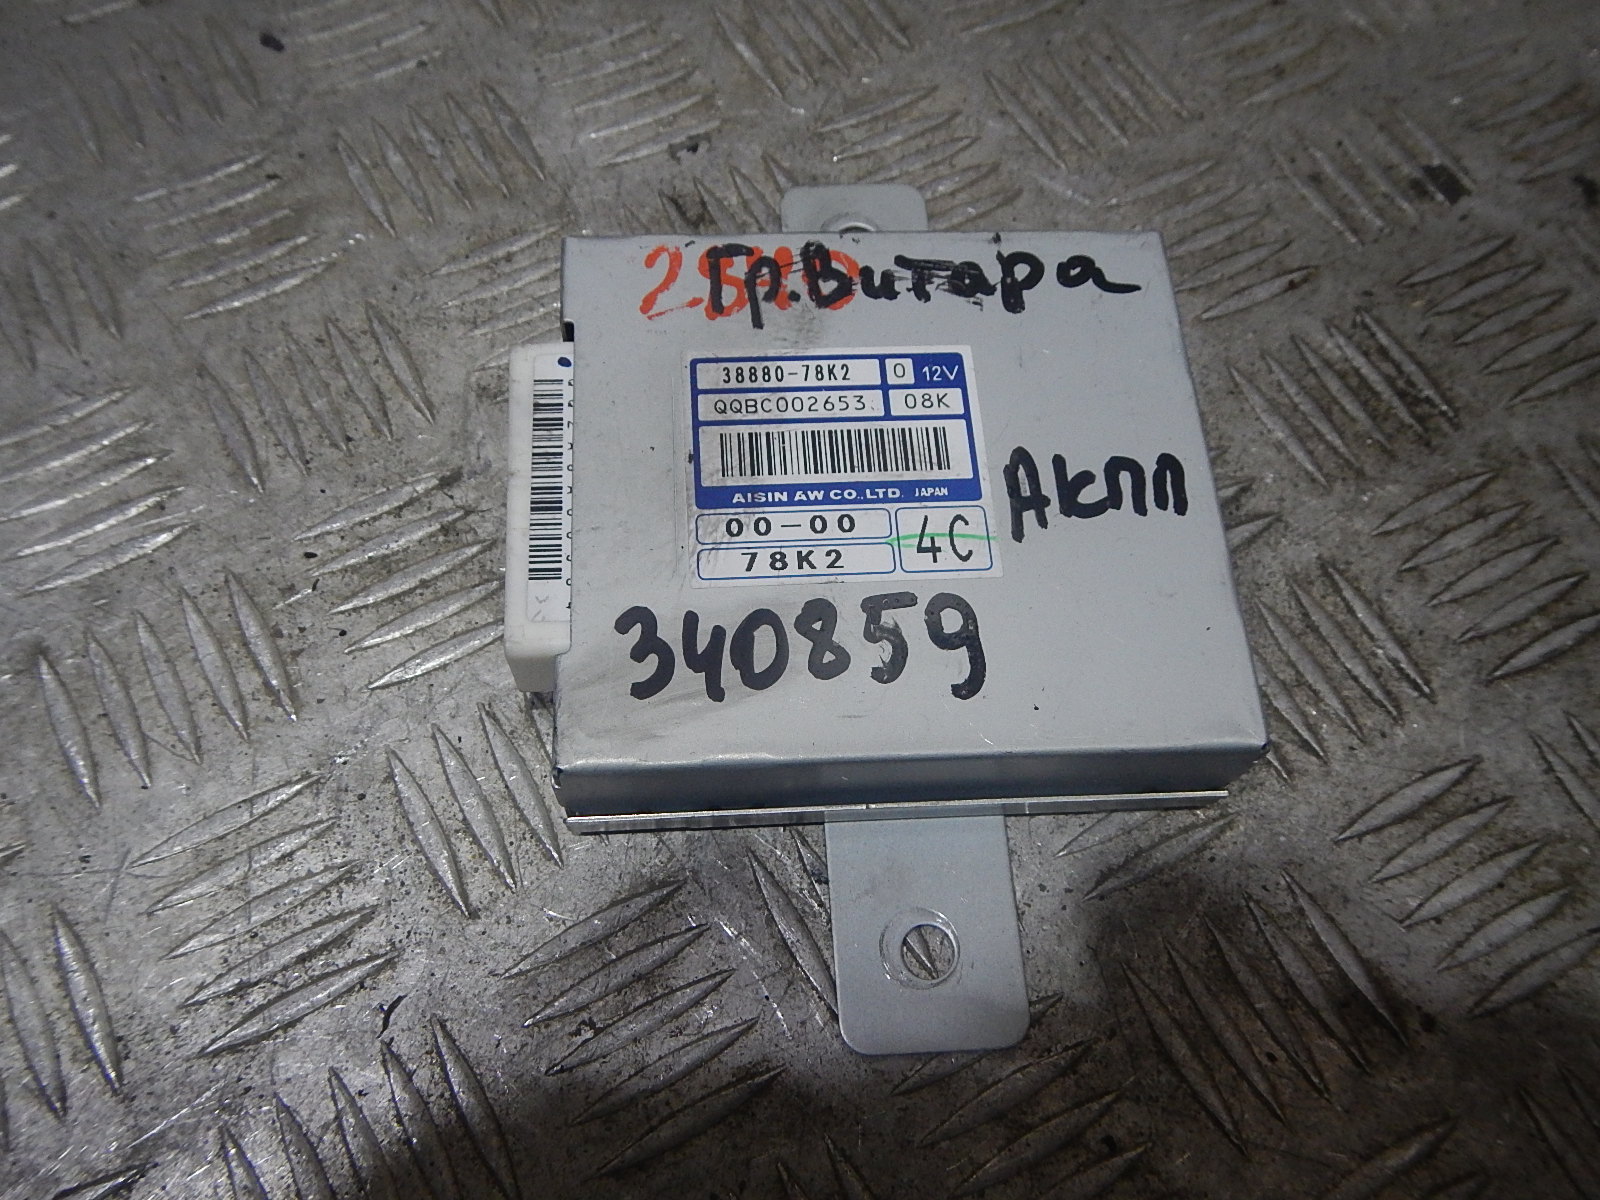 Гр.Витара
38880-78K2 0 12V
QQBC002653 08K
AISIN AW CO.,LTD. JAPAN
00-00
78K2 4C
АКПП
340859